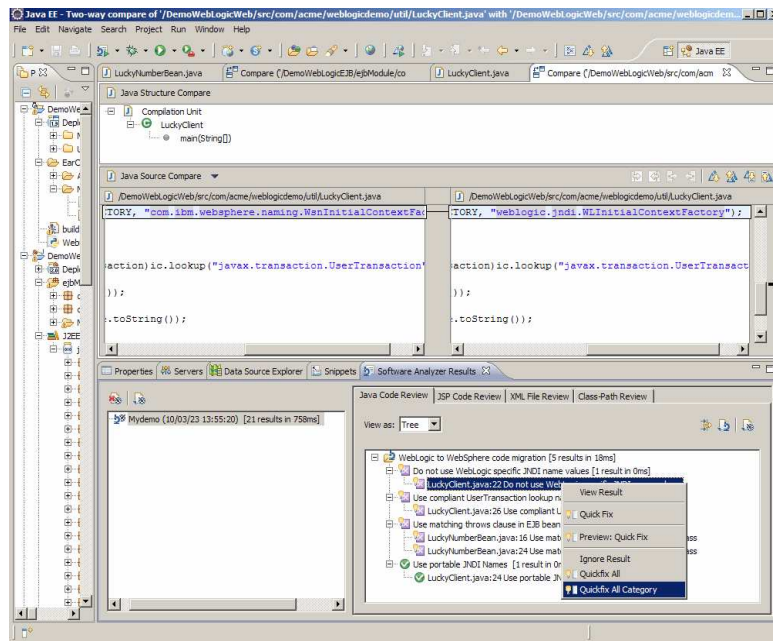 Java EE - Two-way compare of '/DemoWebLogicWeb/src/com/acme/weblogicdemo/util/LuckyClient.java' with '/DemoWebLogicWeb/src/com/acme/weblogicdem...
File Edit Navigate Search Project Run Window Help
Java EE
P
LuckyNumberBean.java
Compare ('/DemoWebLogicEJB/ejbModule/co
LuckyClient.java
Compare ('/DemoWebLogicWeb/src/com/acm
Java Structure Compare
Compilation Unit
LuckyClient
main(String[])
DemoWe
Depl
EarC
build
Web
DemoWe
Depl
ejbM
J2EE
Java Source Compare
/DemoWebLogicWeb/src/com/acme/weblogicdemo/util/LuckyClient.java
/DemoWebLogicWeb/src/com/acme/weblogicdemo/util/LuckyClient.java
TORY, "com.ibm.websphere.naming.WsnInitialContextFac
TORY, "weblogic.jndi.WLInitialContextFactory");
action)ic.lookup("javax.transaction.UserTransaction"
action)ic.lookup("javax.transaction.UserTransact
));
));
.toString());
.toString());
Properties
Servers
Data Source Explorer
Snippets
Software Analyzer Results
Mydemo (10/03/23 13:55:20) [21 results in 758ms]
Java Code Review
JSP Code Review
XML File Review
Class-Path Review
View as: Tree
WebLogic to WebSphere code migration [5 results in 18ms]
Do not use WebLogic specific JNDI name values [1 result in 0ms]
LuckyClient.java:22 Do not use
Use compliant UserTransaction lookup
LuckyClient.java:26 Use compliant U
Use matching throws clause in EJB bean
LuckyNumberBean.java:16 Use mat
LuckyNumberBean.java:24 Use mat
Use portable JNDI Names [1 result in
LuckyClient.java:24 Use portable JN
View Result
Quick Fix
Preview: Quick Fix
Ignore Result
Quickfix All
Quickfix All Category